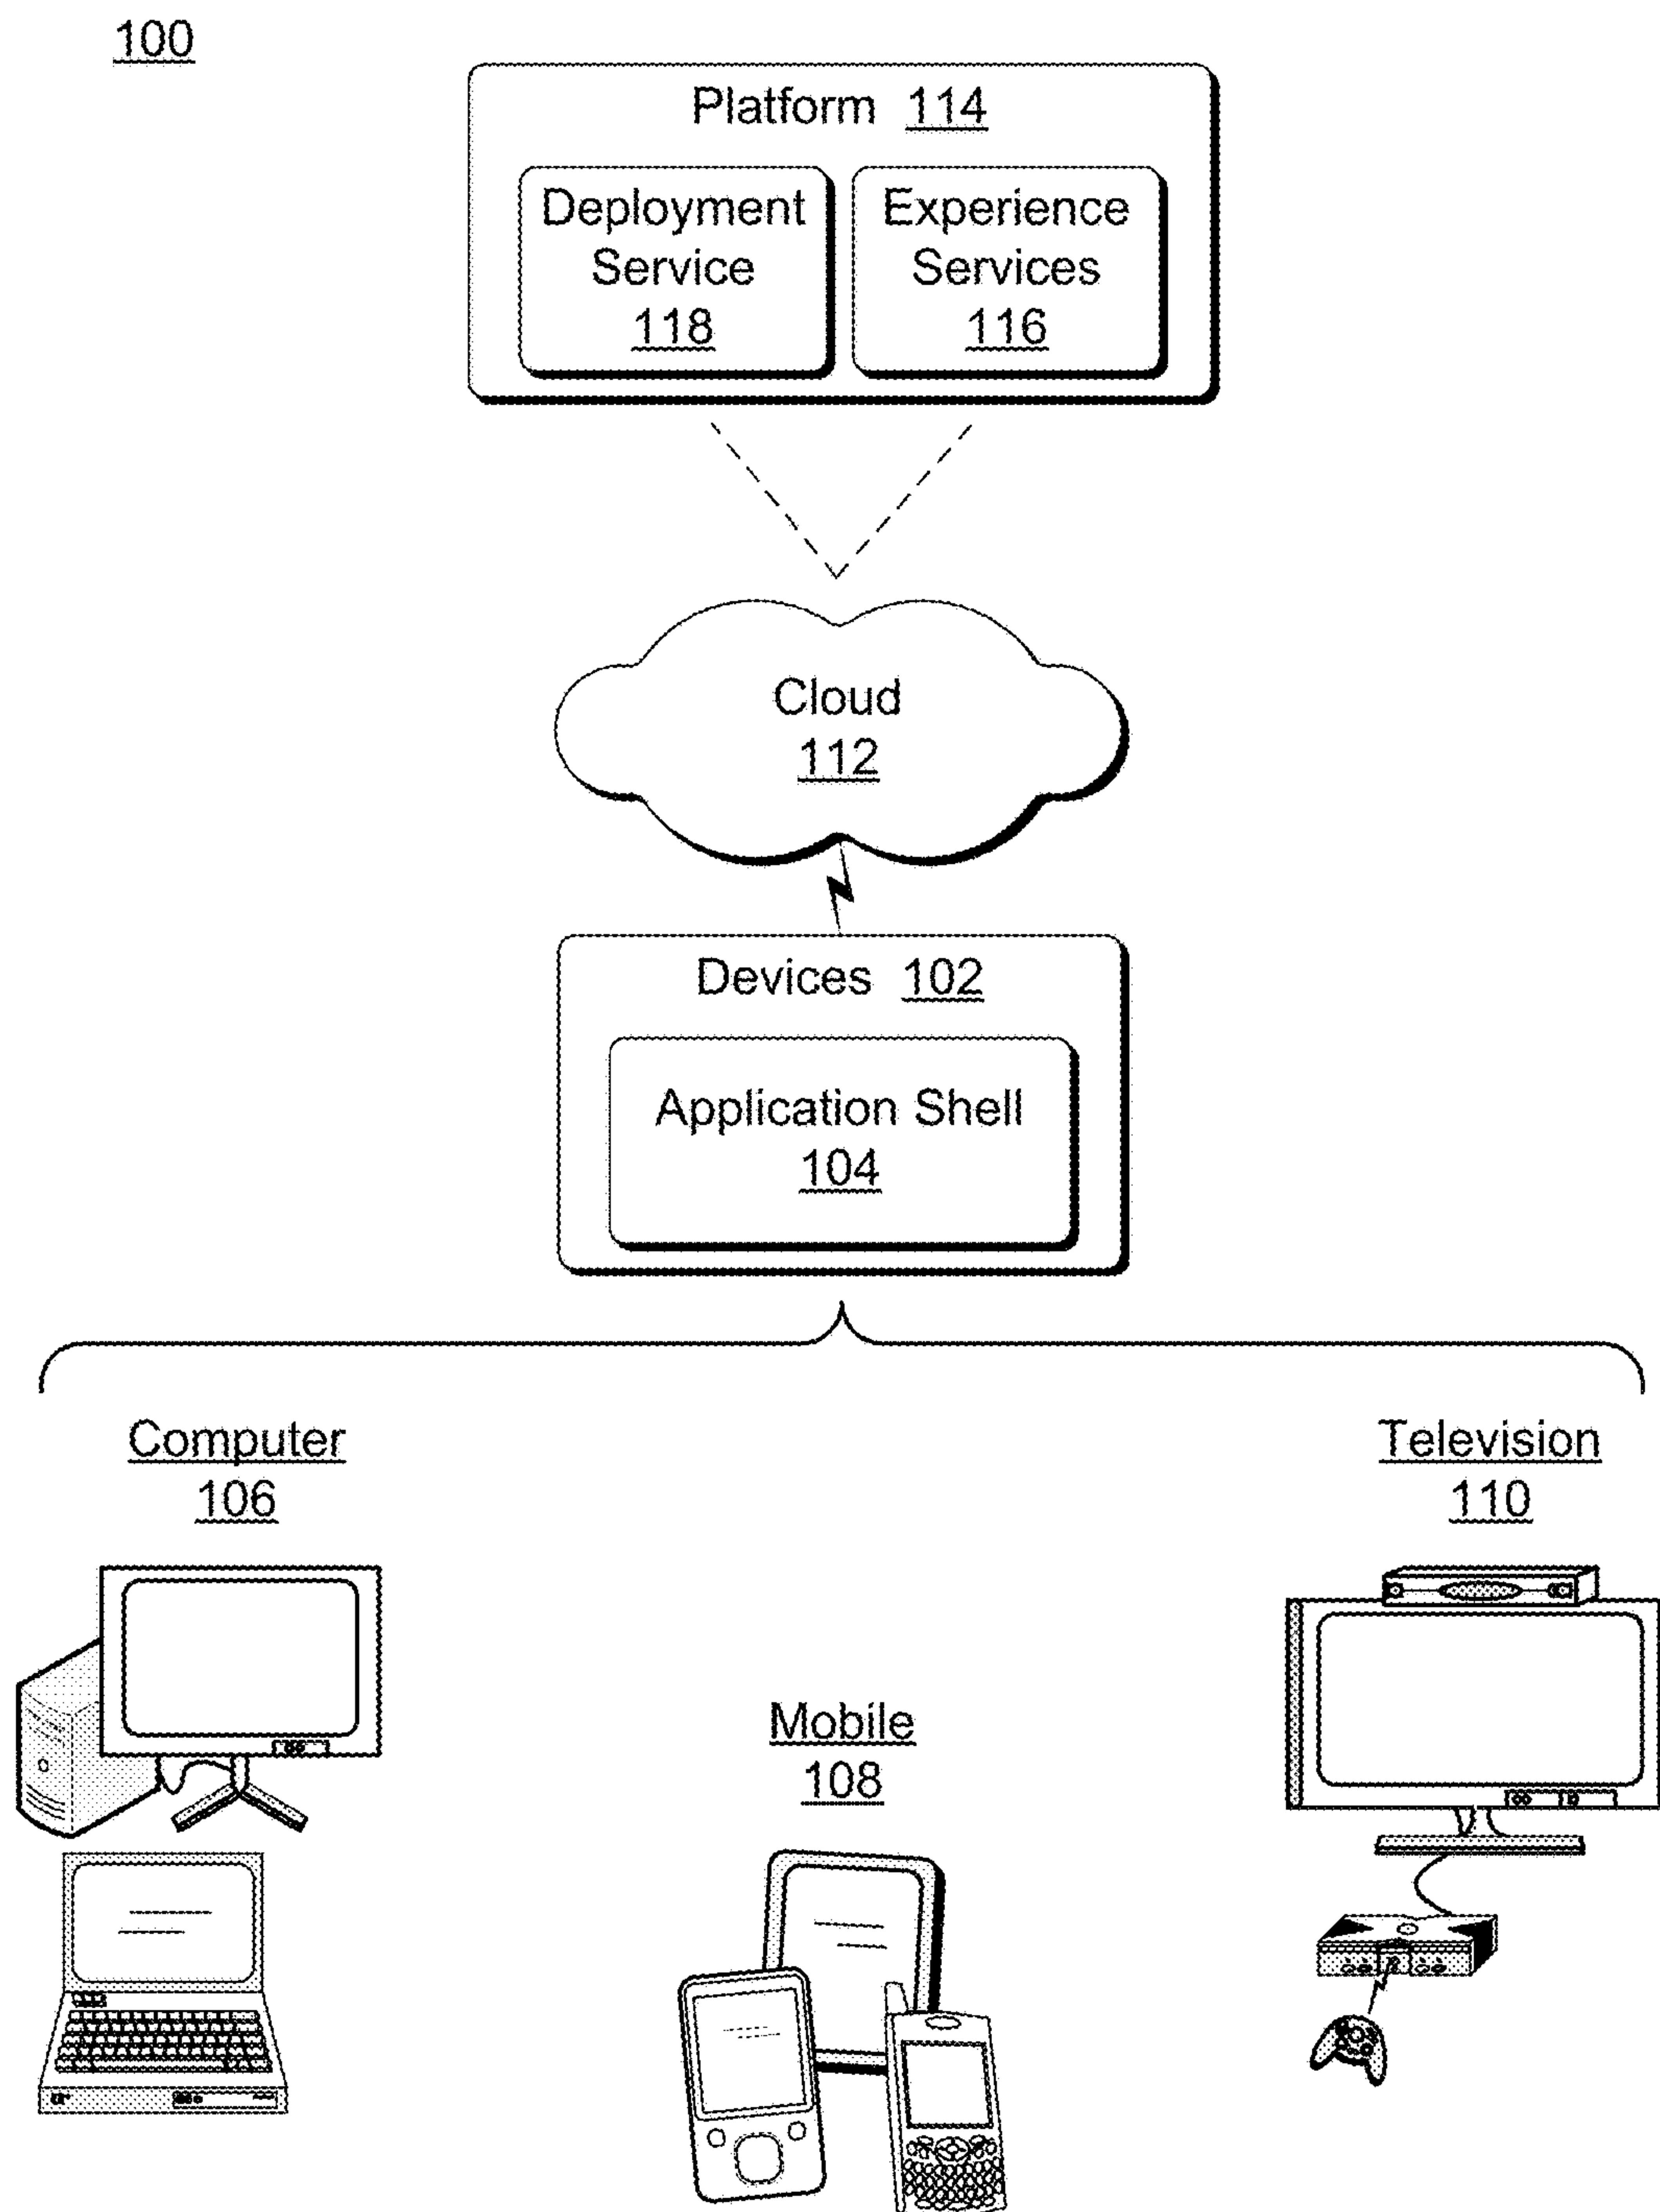 100
Platform 114
Deployment
Service
118
Experience
Services
116
Cloud
112
Devices 102
Application Shell
104
Computer
106
Television
110
Mobile
108